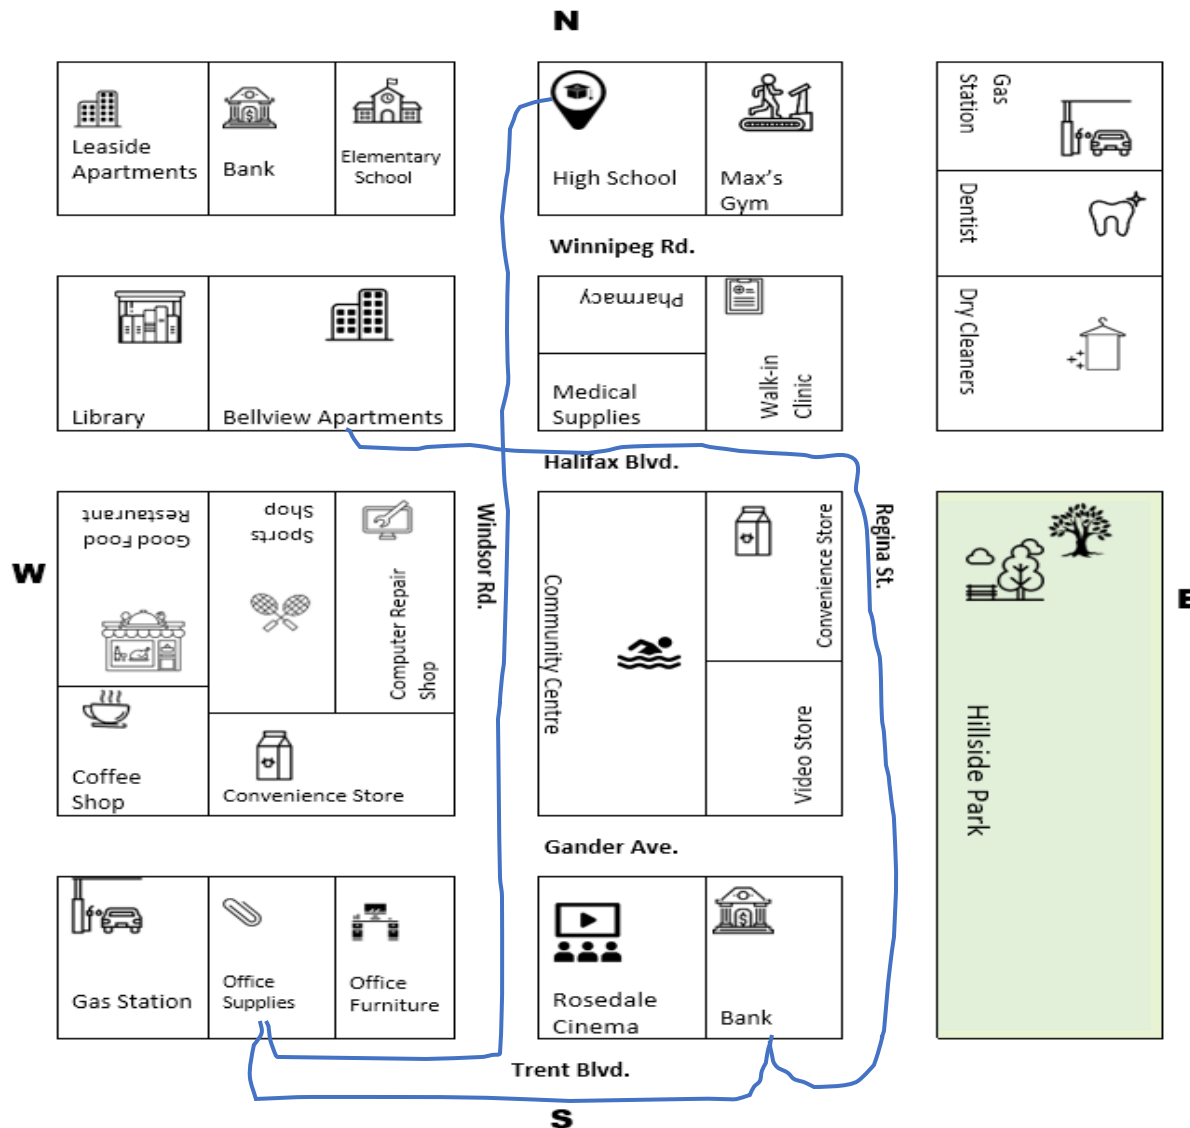 N
Leaside
Apartments
Bank
Elementary
School
High School
Max's
Gym
Gas
Station
Dentist
Dry Cleaners
Winnipeg Rd.
Library
Bellview Apartments
Pharmacy
Medical
Supplies
Walk-in
Clinic
Halifax Blvd.
W
Good Food
Restaurant
Sports
Shop
Computer Repair
Shop
Windsor Rd.
Community Centre
Convenience Store
Regina St.
E
Coffee
Shop
Convenience Store
Video Store
Hillside Park
Gander Ave.
Gas Station
Office
Supplies
Office
Furniture
Rosedale
Cinema
Bank
Trent Blvd.
S